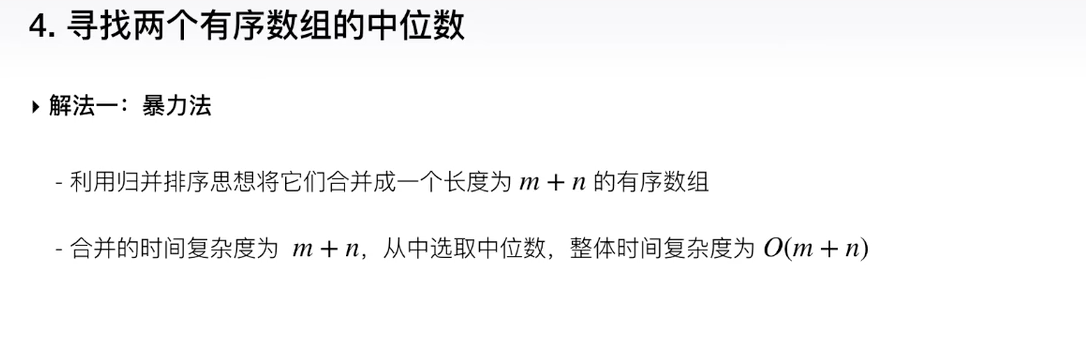 4. 寻找两个有序数组的中位数
▸ 解法一：暴力法
- 利用归并排序思想将它们合并成一个长度为 m + n 的有序数组
- 合并的时间复杂度为 m + n，从中选取中位数，整体时间复杂度为 O(m + n)